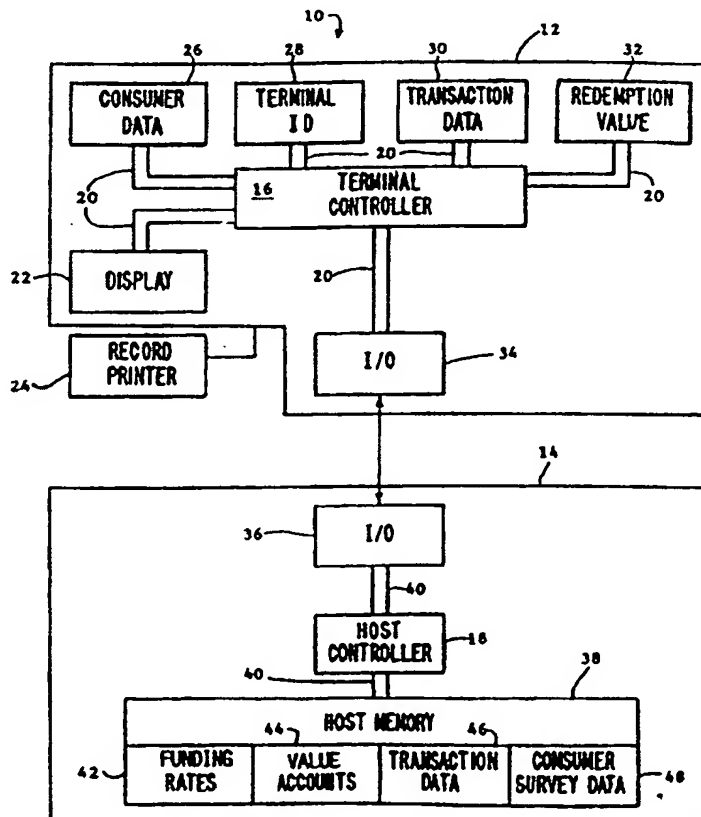 10
12
26
28
30
32
CONSUMER
DATA
TERMINAL
ID
TRANSACTION
DATA
REDEMPTION
VALUE
20
20
20
16
TERMINAL
CONTROLLER
22
DISPLAY
20
24
RECORD
PRINTER
I/O
34
14
36
I/O
40
HOST
CONTROLLER
18
40
38
HOST MEMORY
44
46
42
FUNDING
RATES
VALUE
ACCOUNTS
TRANSACTION
DATA
CONSUMER
SURVEY DATA
48